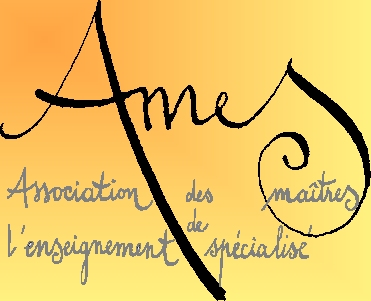 Ames
Association des maîtres
de
l'enseignement spécialisé